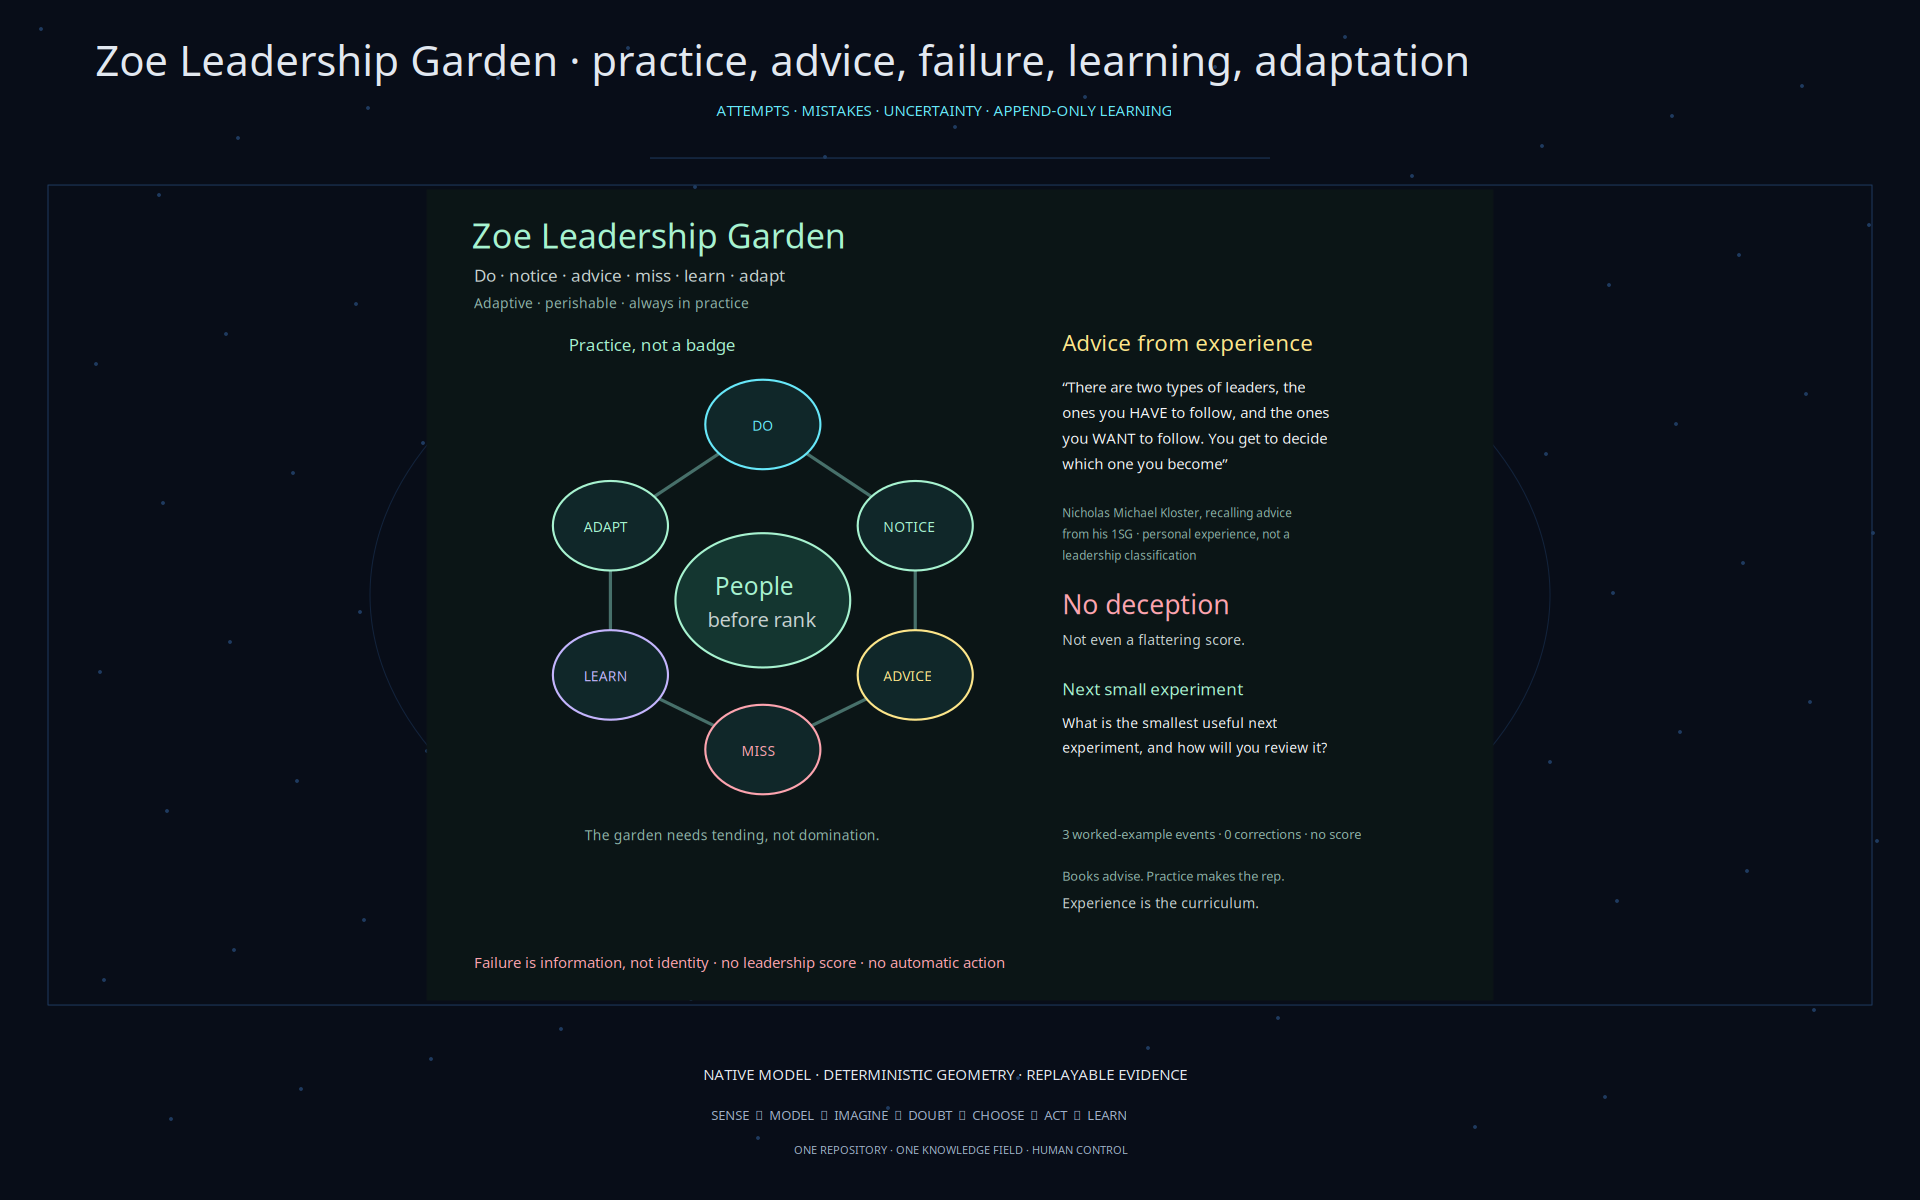 Zoe Leadership Garden · practice, advice, failure, learning, adaptation
ATTEMPTS · MISTAKES · UNCERTAINTY · APPEND-ONLY LEARNING
Zoe Leadership Garden
Do · notice · advice · miss · learn · adapt
Adaptive · perishable · always in practice
Practice, not a badge
DO
ADAPT
NOTICE
People
before rank
LEARN
ADVICE
MISS
The garden needs tending, not domination.
Advice from experience
“There are two types of leaders, the
ones you HAVE to follow, and the ones
you WANT to follow. You get to decide
which one you become”
Nicholas Michael Kloster, recalling advice
from his 1SG · personal experience, not a
leadership classification
No deception
Not even a flattering score.
Next small experiment
What is the smallest useful next
experiment, and how will you review it?
3 worked-example events · 0 corrections · no score
Books advise. Practice makes the rep.
Experience is the curriculum.
Failure is information, not identity · no leadership score · no automatic action
NATIVE MODEL · DETERMINISTIC GEOMETRY · REPLAYABLE EVIDENCE
SENSE MODEL IMAGINE DOUBT CHOOSE ACT LEARN
ONE REPOSITORY · ONE KNOWLEDGE FIELD · HUMAN CONTROL